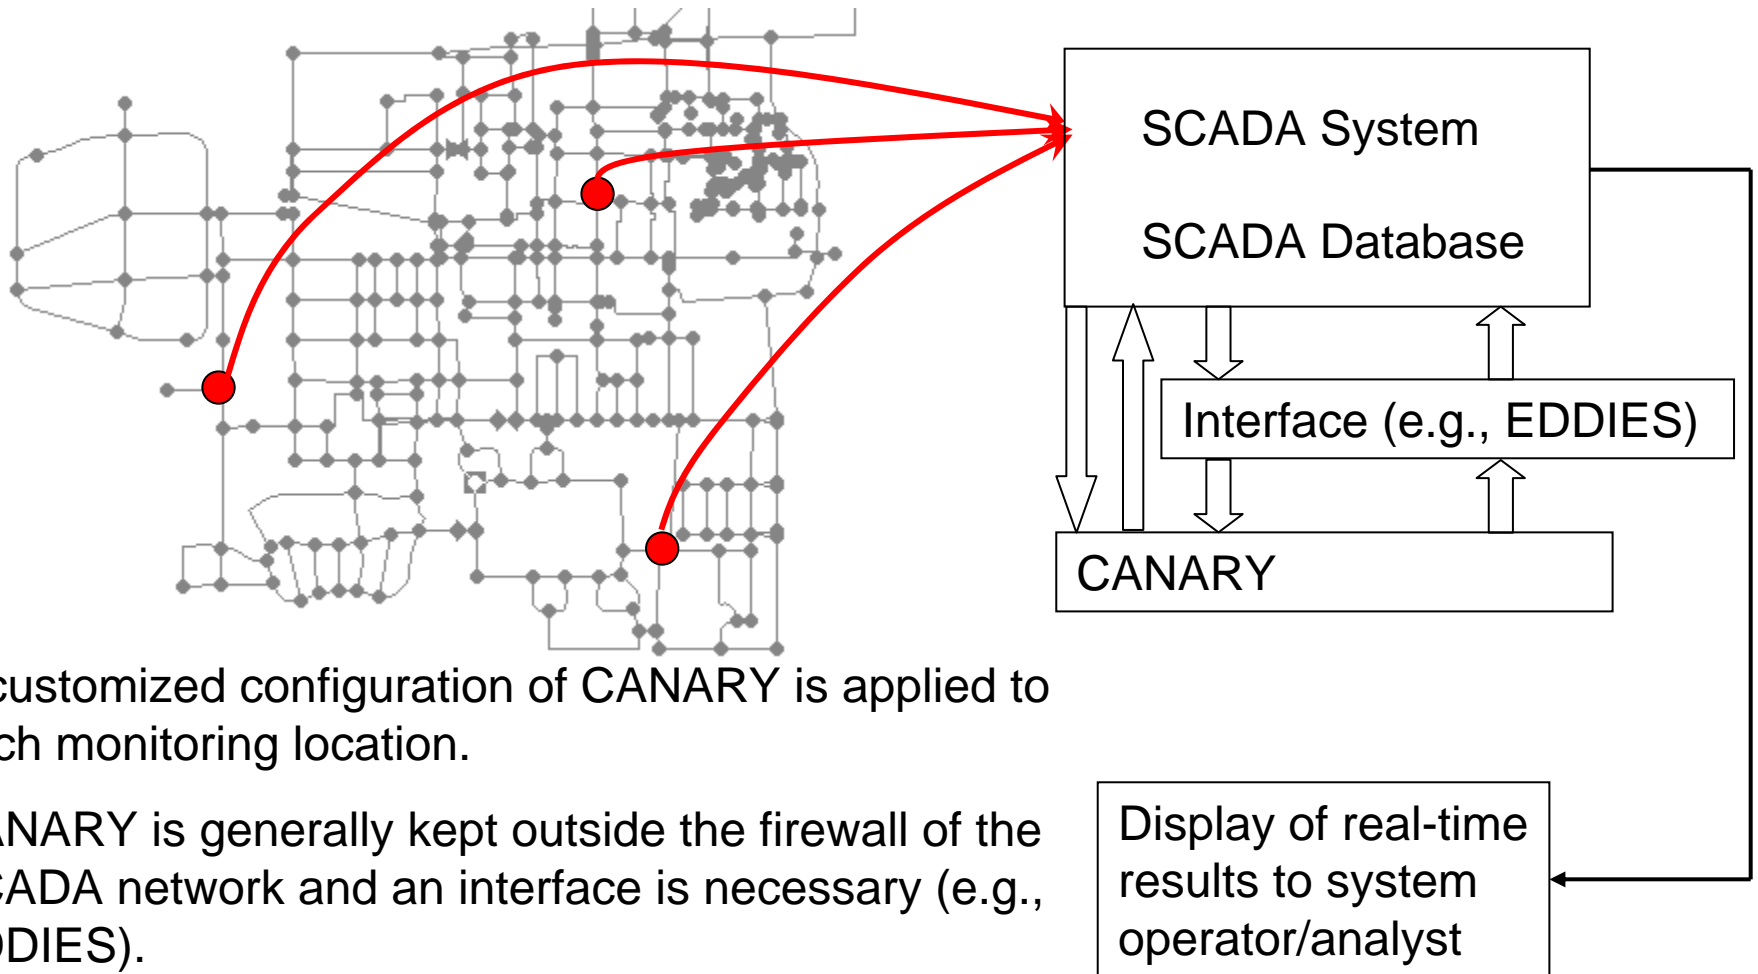 SCADA System
SCADA Database
Interface (e.g., EDDIES)
CANARY
customized configuration of CANARY is applied to
ch monitoring location.
ANARY is generally kept outside the firewall of the
CADA network and an interface is necessary (e.g.,
DDIES).
Display of real-time
results to system
operator/analyst